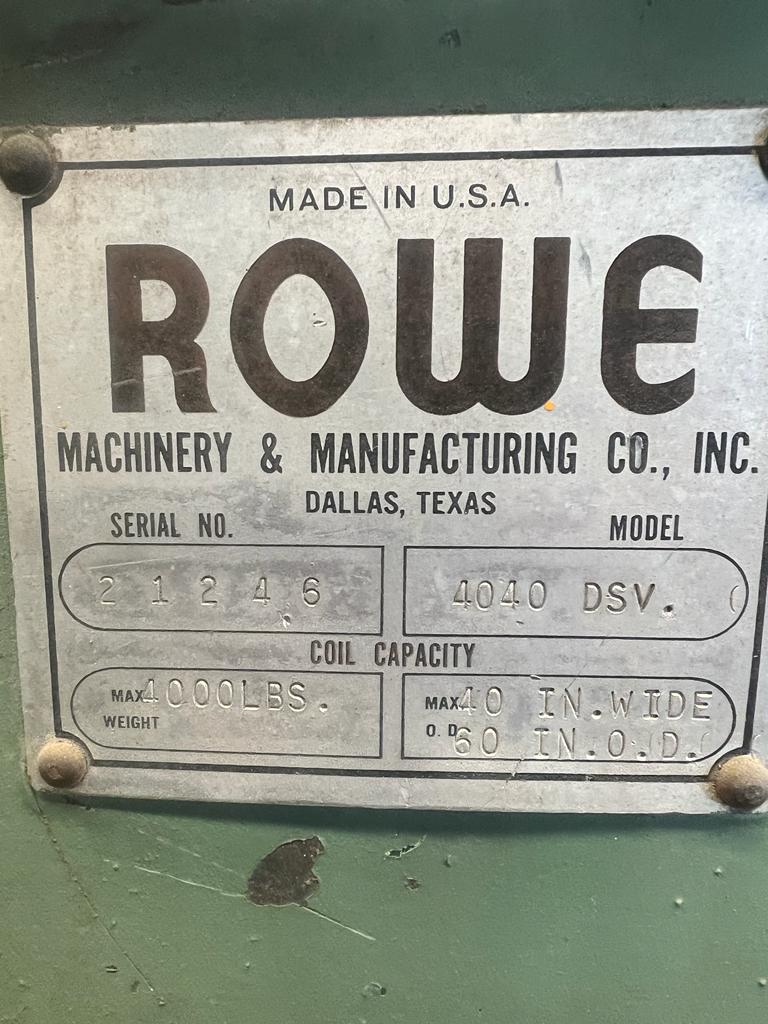 MADE IN U.S.A.
ROWE
MACHINERY & MANUFACTURING CO., INC.
DALLAS, TEXAS
SERIAL NO. MODEL
21246 4040 DSV.
COIL CAPACITY
MAX 4000LBS. MAX 40 IN.WIDE
WEIGHT O. D. 60 IN.O.D.